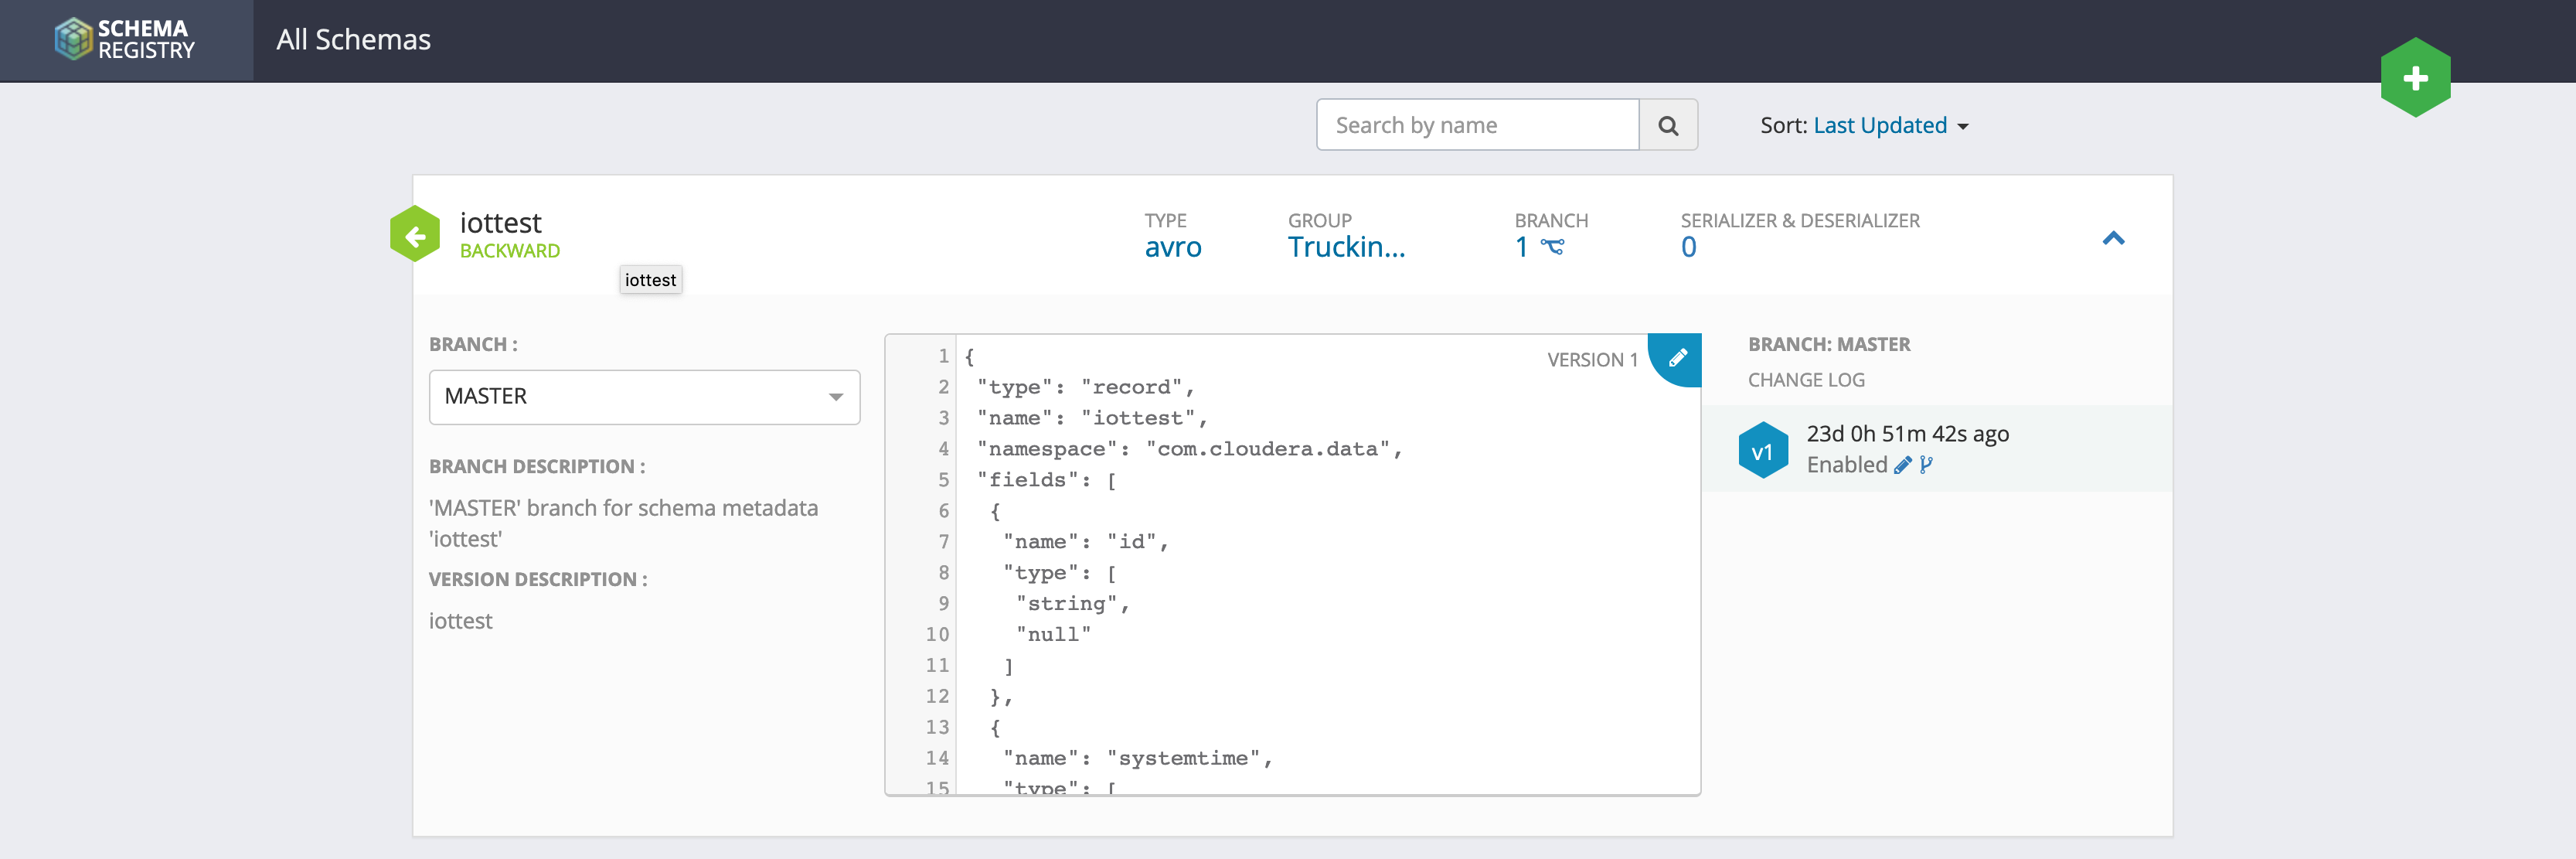 SCHEMA
REGISTRY
All Schemas
Search by name
Sort: Last Updated
iottest
BACKWARD
iottest
TYPE
avro
GROUP
Truckin...
BRANCH
1
SERIALIZER & DESERIALIZER
0
BRANCH :
MASTER
BRANCH DESCRIPTION :
'MASTER' branch for schema metadata
'iottest'
VERSION DESCRIPTION :
iottest
VERSION 1
1 {
2 "type": "record",
3 "name": "iottest",
4 "namespace": "com.cloudera.data",
5 "fields": [
6 {
7 "name": "id",
8 "type": [
9 "string",
10 "null"
11 ]
12 },
13 {
14 "name": "systemtime",
15 "type": [
BRANCH: MASTER
CHANGE LOG
v1
23d 0h 51m 42s ago
Enabled